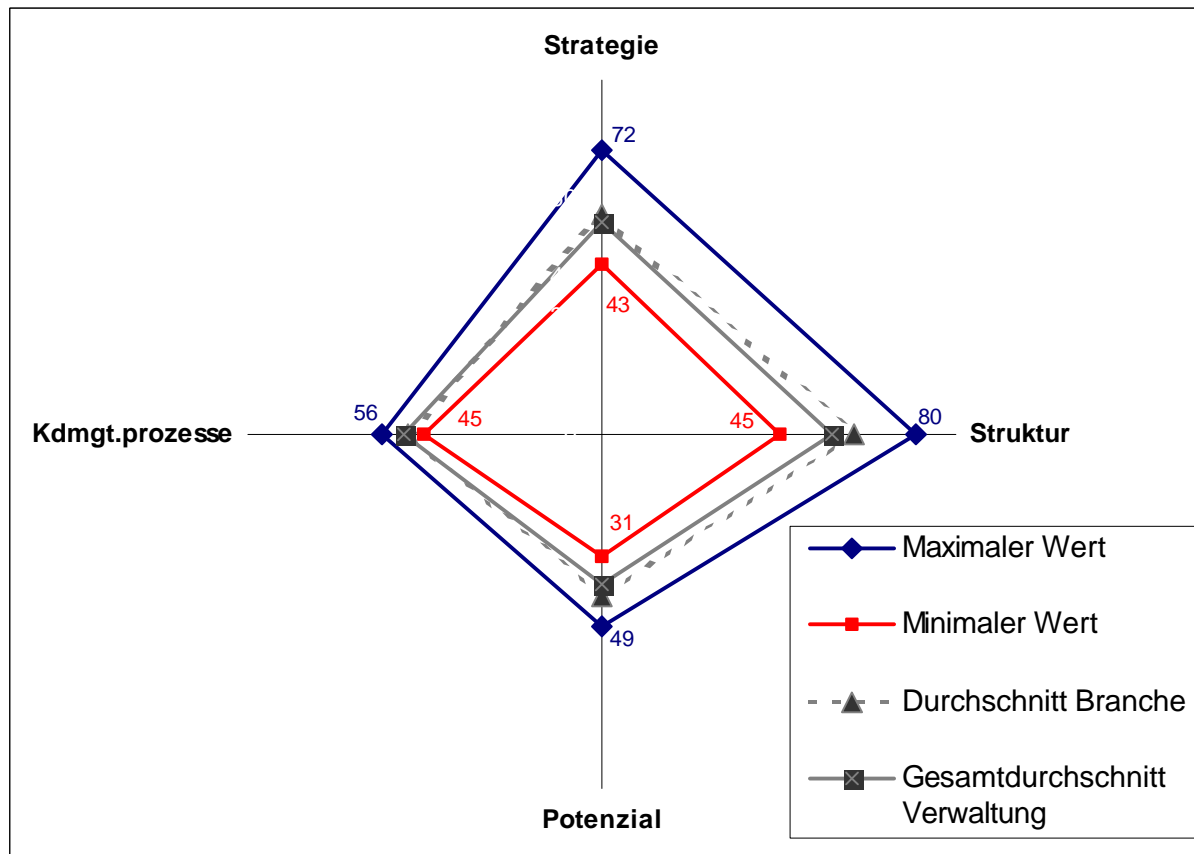 Strategie
72
43
Kdmgt.prozesse
56
45
45
80
Struktur
31
49
Potenzial
Maximaler Wert
Minimaler Wert
Durchschnitt Branche
Gesamtdurchschnitt
Verwaltung